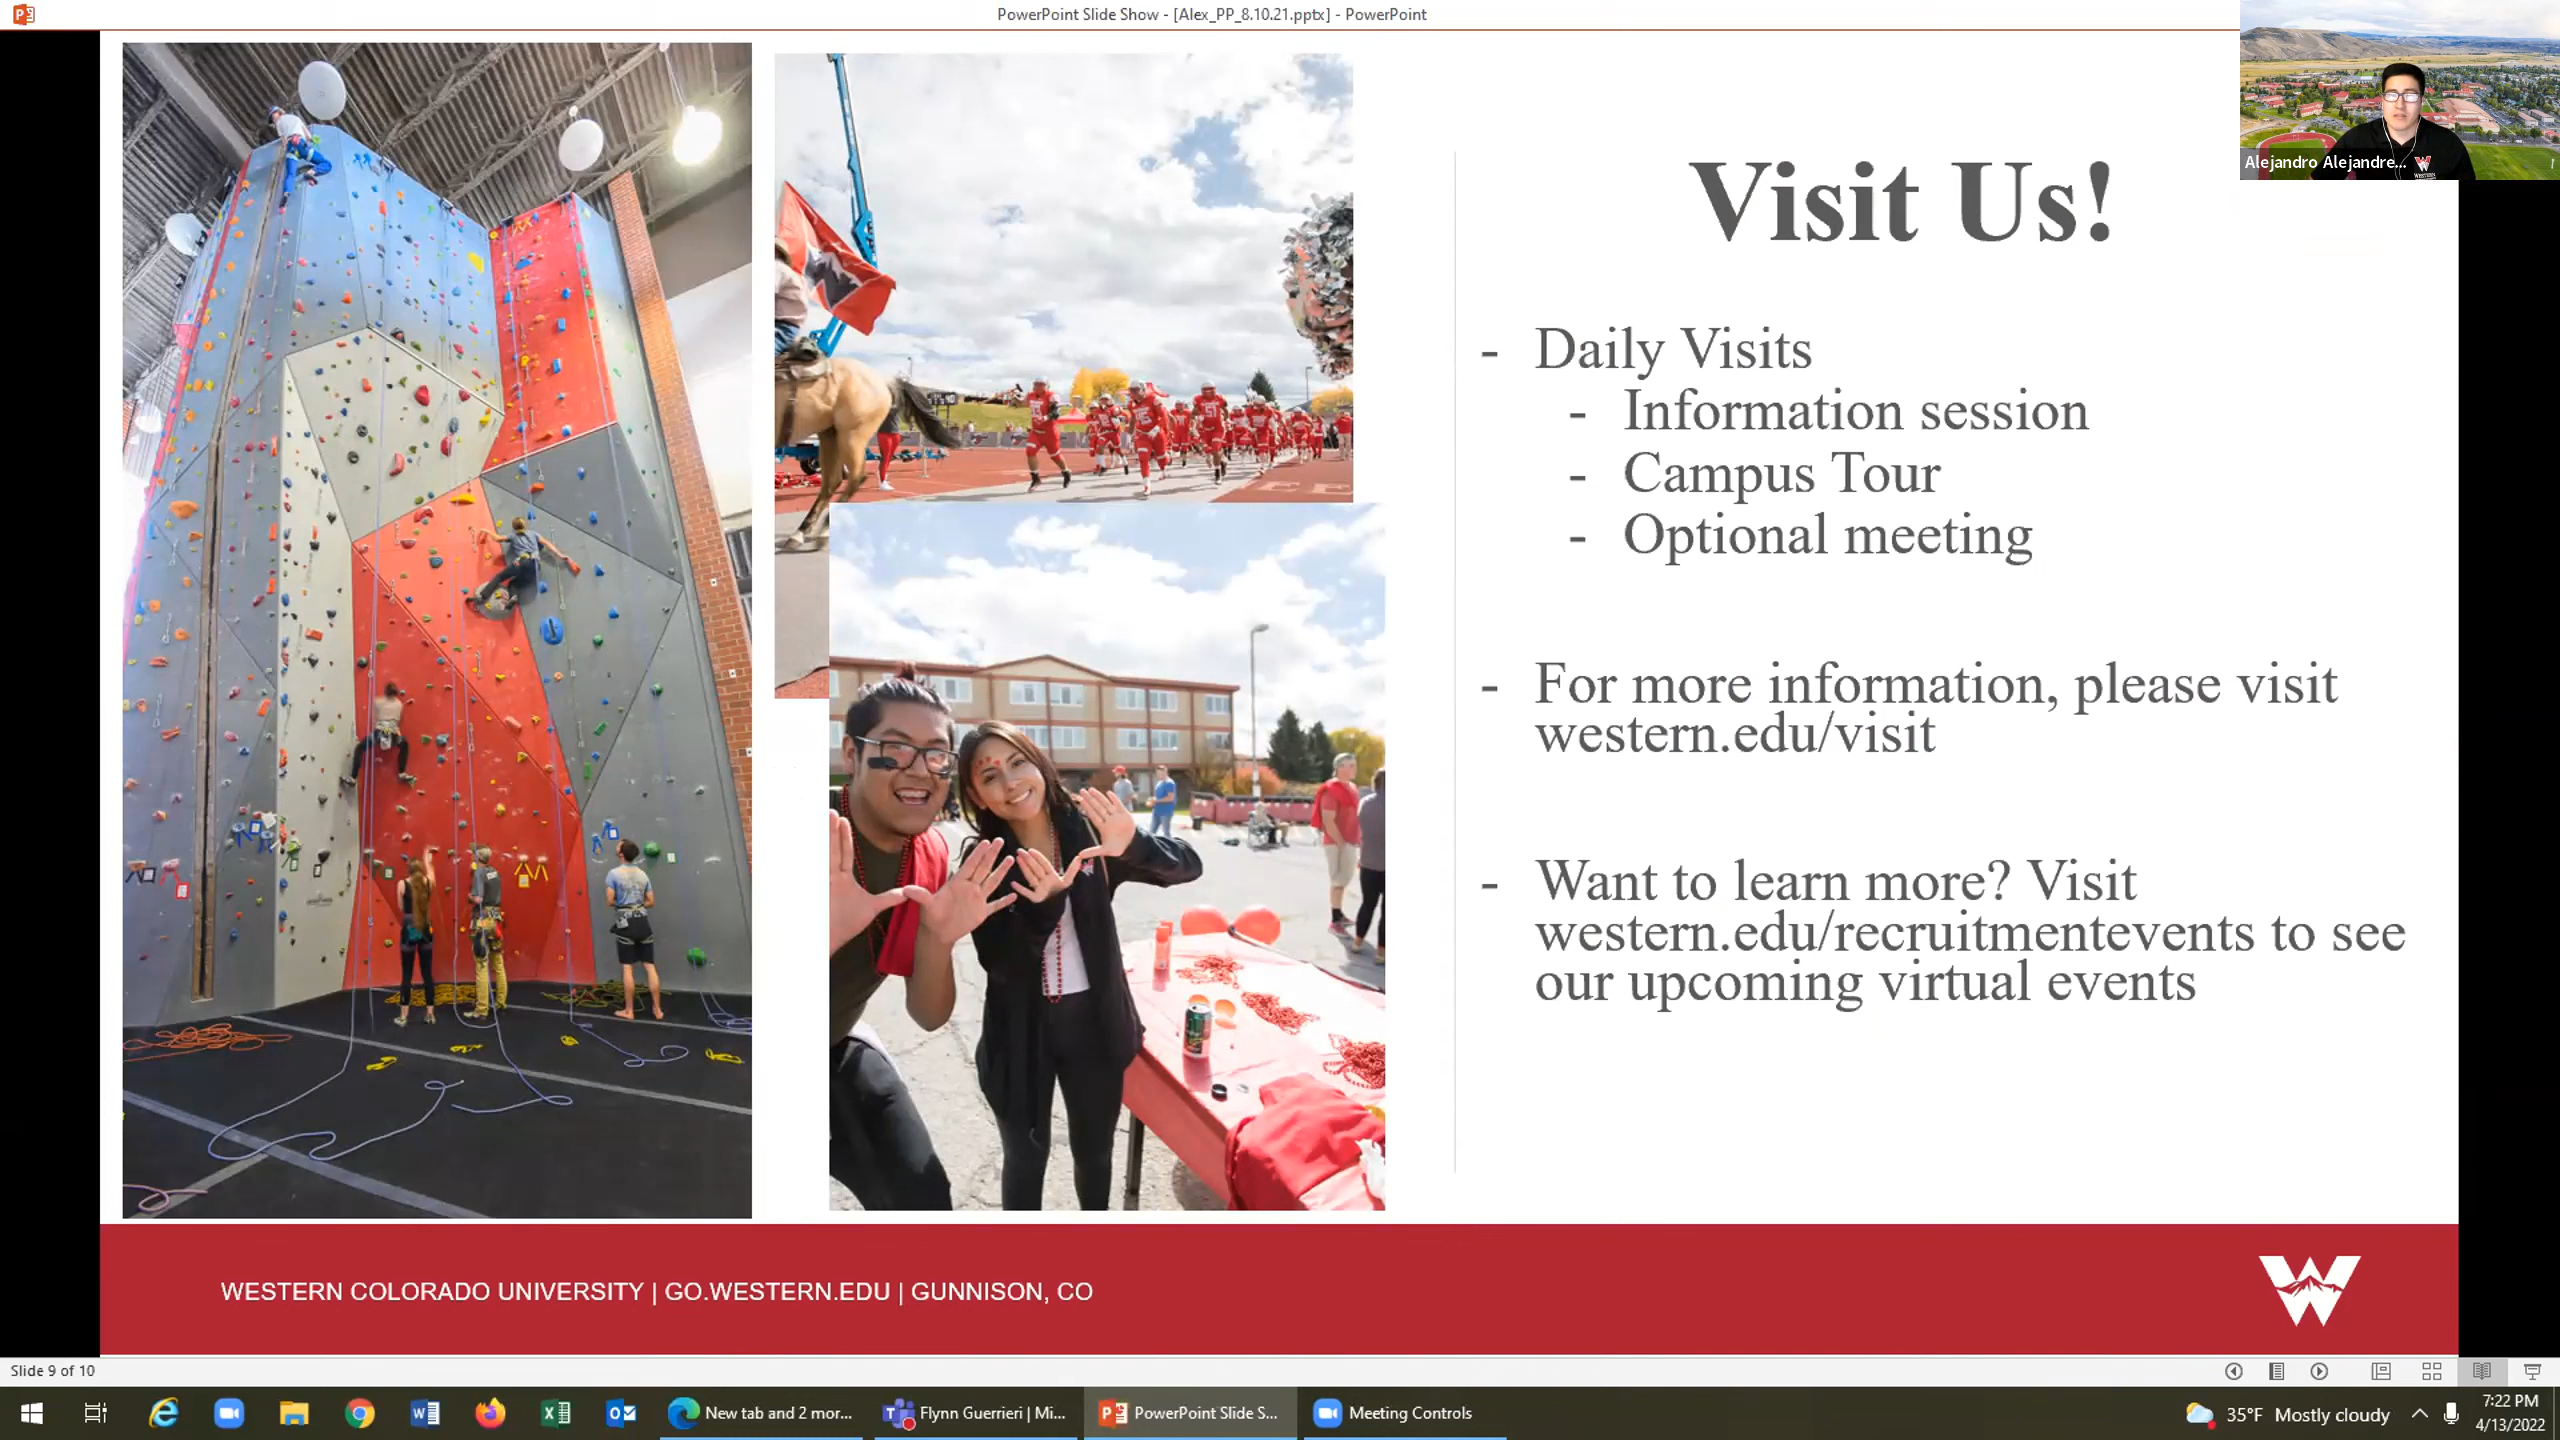 PowerPoint Slide Show - [Alex_PP_8.10.21.pptx] - PowerPoint
Alejandro Alejandre...
Visit Us!
- Daily Visits
- Information session
- Campus Tour
- Optional meeting
- For more information, please visit
western.edu/visit
- Want to learn more? Visit
western.edu/recruitmentevents to see
our upcoming virtual events
WESTERN COLORADO UNIVERSITY | GO.WESTERN.EDU | GUNNISON, CO
W
Slide 9 of 10
New tab and 2 mor...
Flynn Guerrieri | Mi...
PowerPoint Slide S...
Meeting Controls
35°F Mostly cloudy
7:22 PM
4/13/2022